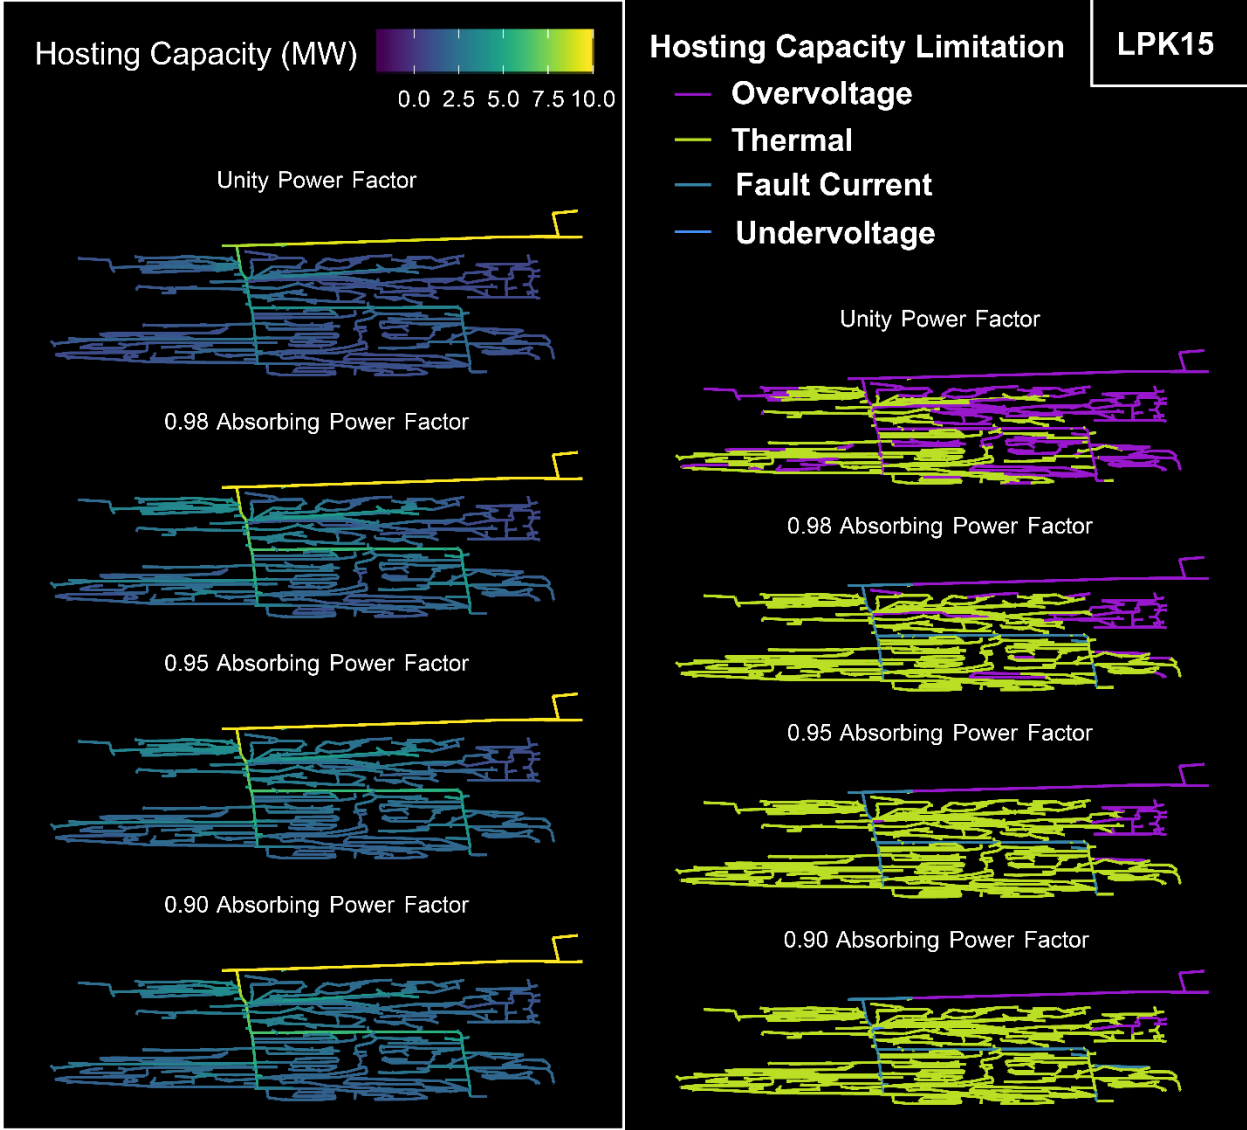 Hosting Capacity (MW)
0.0 2.5 5.0 7.5 10.0
Unity Power Factor
0.98 Absorbing Power Factor
0.95 Absorbing Power Factor
0.90 Absorbing Power Factor
Hosting Capacity Limitation
LPK15
Overvoltage
Thermal
Fault Current
Undervoltage
Unity Power Factor
0.98 Absorbing Power Factor
0.95 Absorbing Power Factor
0.90 Absorbing Power Factor